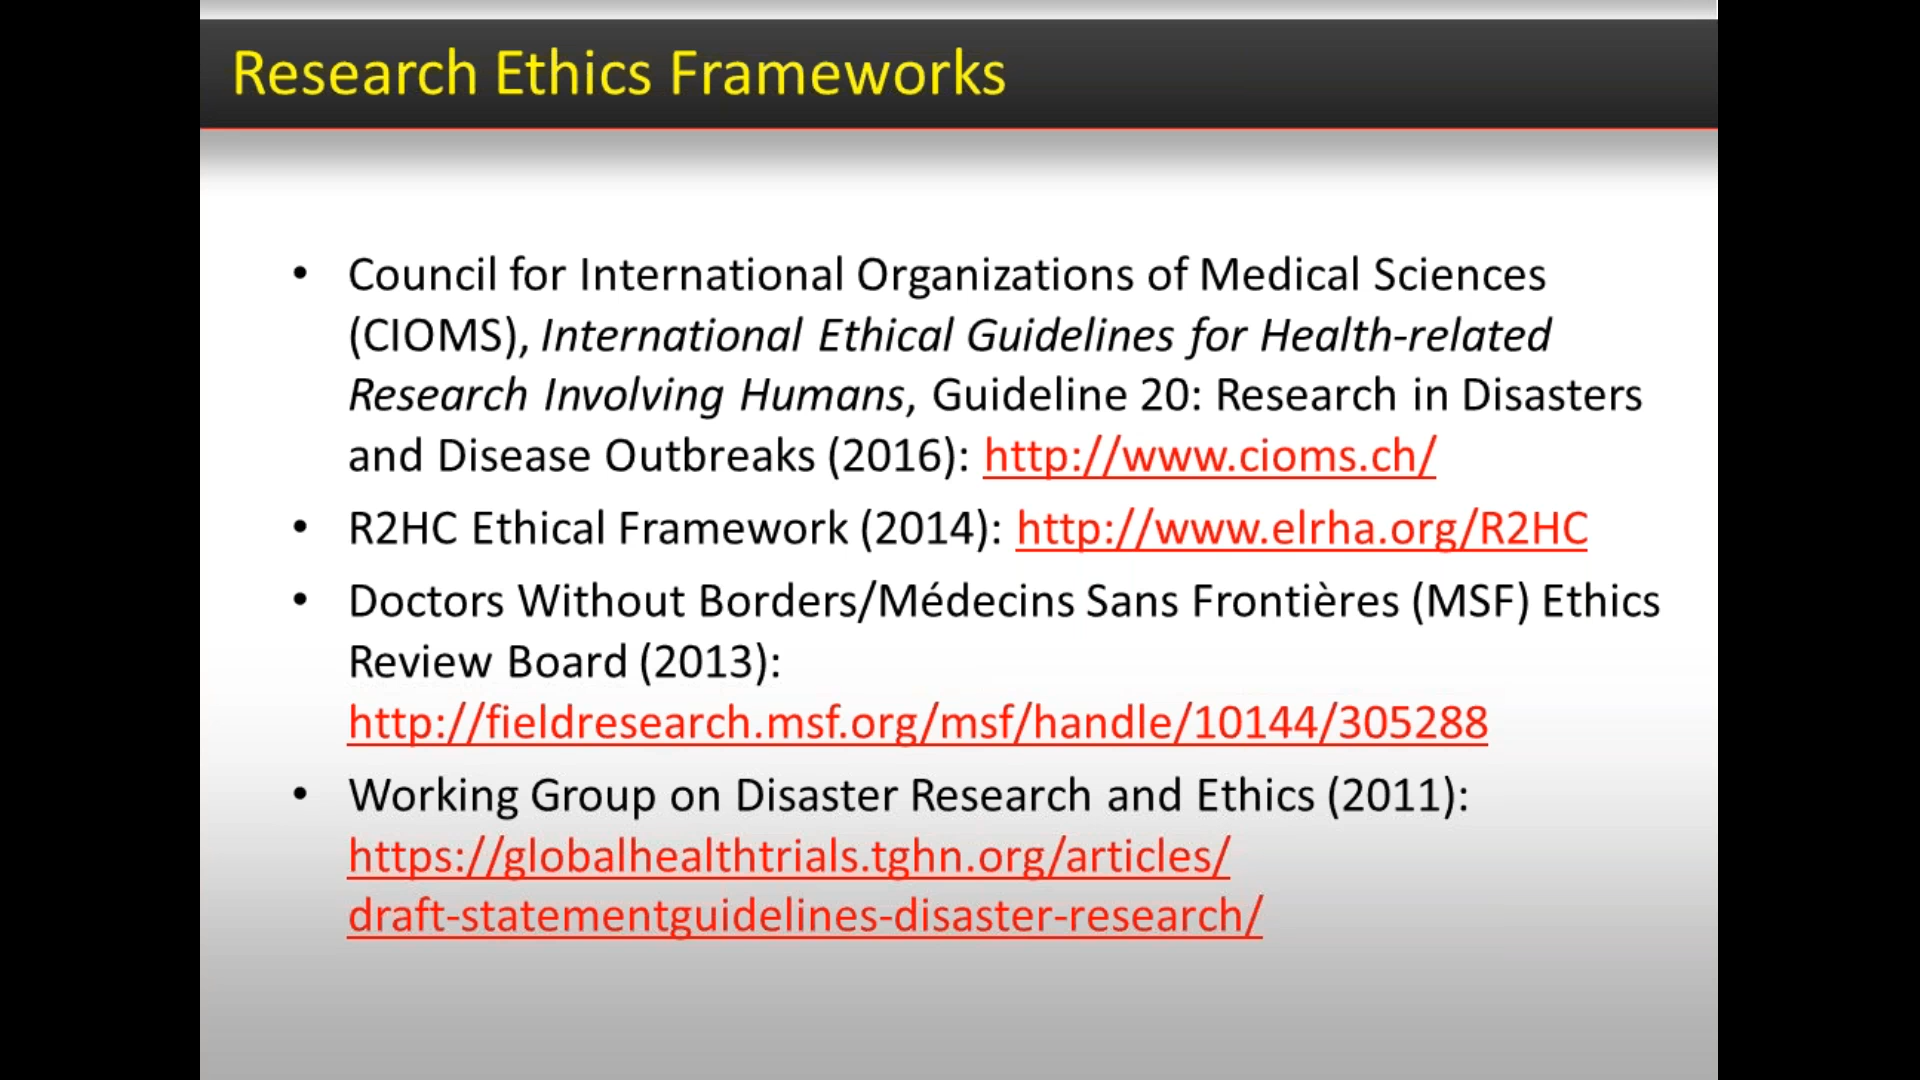 Research Ethics Frameworks
• Council for International Organizations of Medical Sciences
(CIOMS), International Ethical Guidelines for Health-related
Research Involving Humans, Guideline 20: Research in Disasters
and Disease Outbreaks (2016): http://www.cioms.ch/
• R2HC Ethical Framework (2014): http://www.elrha.org/R2HC
• Doctors Without Borders/Médecins Sans Frontières (MSF) Ethics
Review Board (2013):
http://fieldresearch.msf.org/msf/handle/10144/305288
• Working Group on Disaster Research and Ethics (2011):
https://globalhealthtrials.tghn.org/articles/
draft-statementguidelines-disaster-research/